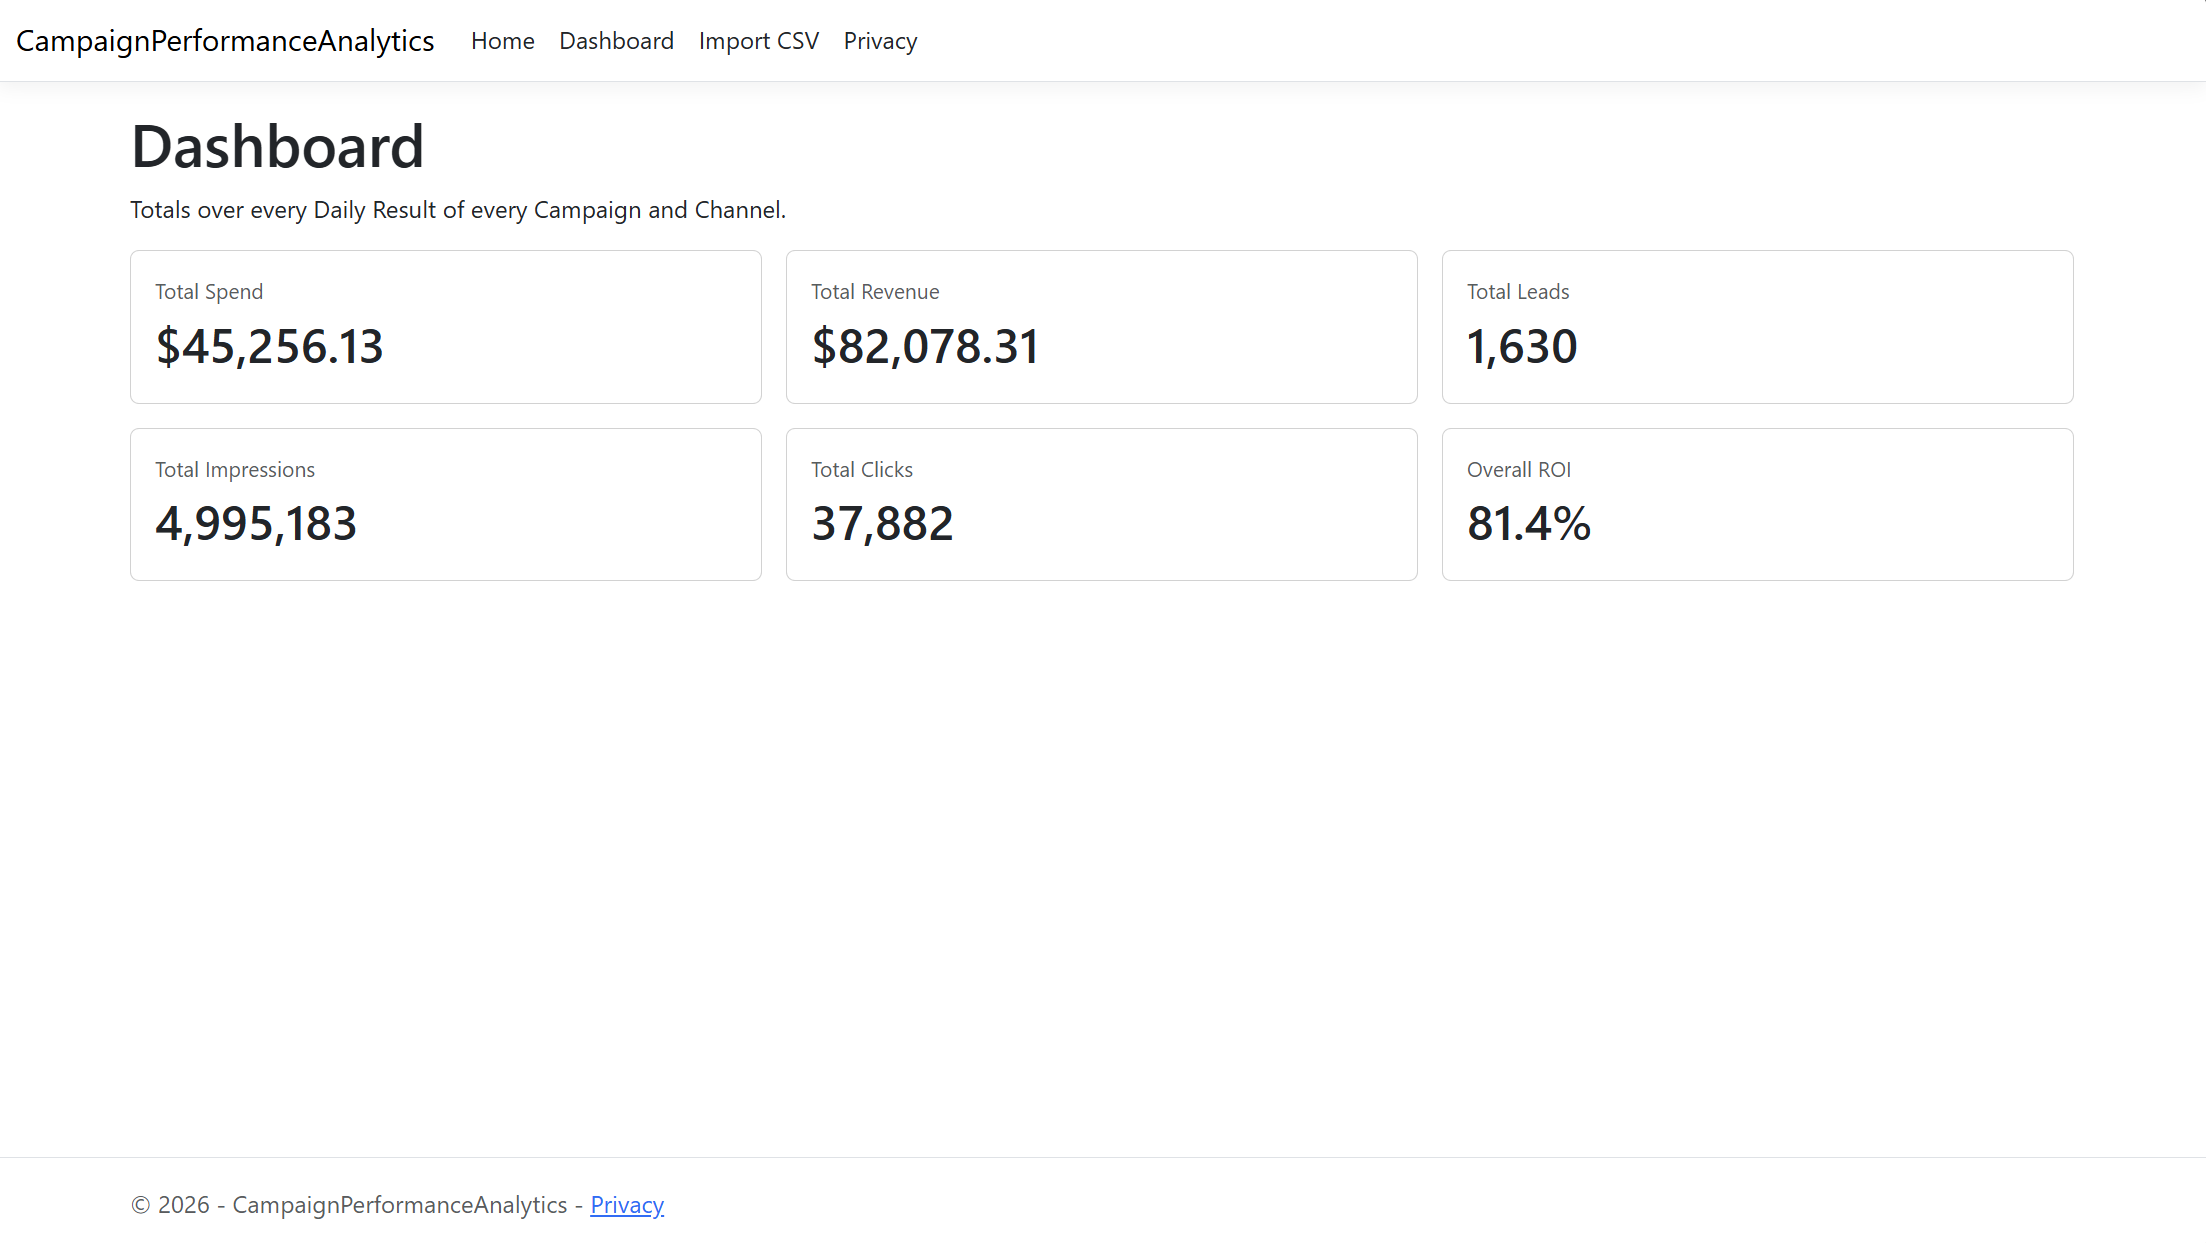 CampaignPerformanceAnalytics Home Dashboard Import CSV Privacy
Dashboard
Totals over every Daily Result of every Campaign and Channel.
Total Spend
$45,256.13
Total Revenue
$82,078.31
Total Leads
1,630
Total Impressions
4,995,183
Total Clicks
37,882
Overall ROI
81.4%
© 2026 - CampaignPerformanceAnalytics - Privacy